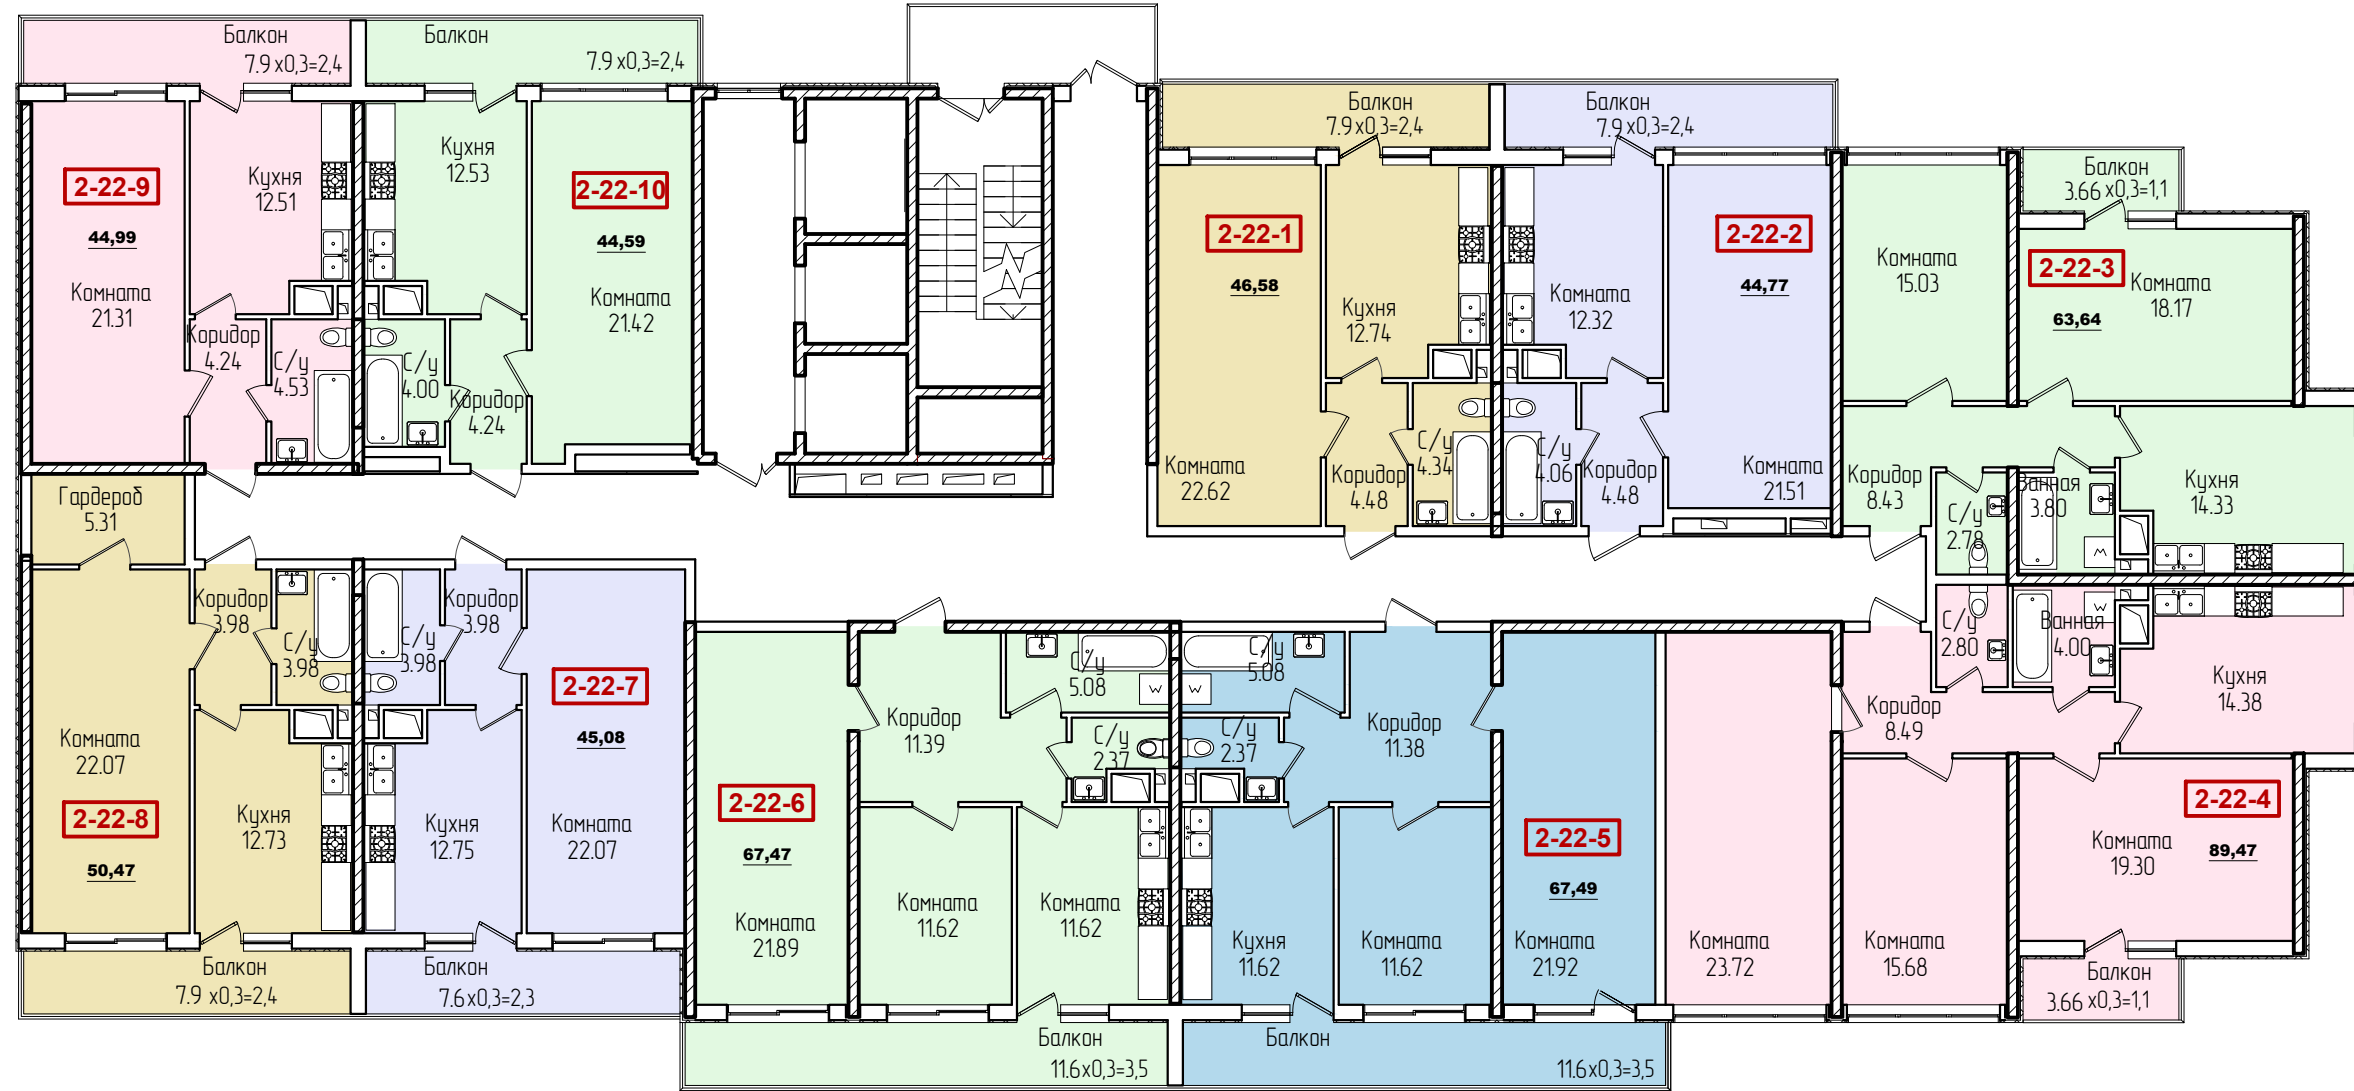 Балкон
7.9 x0,3=2,4
2-22-9
44,99
Комната
21.31
Кухня
12.51
Коридор
4.24
С/у
4.53
Балкон
7.9 x0,3=2,4
Кухня
12.53
2-22-10
44,59
Комната
21.42
С/у
4.00
Коридор
4.24
Балкон
7.9 x0,3=2,4
2-22-1
46,58
Кухня
12.74
Комната
22.62
Коридор
4.48
С/у
4.34
Балкон
7.9 x0,3=2,4
2-22-2
44,77
Комната
12.32
С/у
4.06
Коридор
4.48
Комната
21.51
Балкон
3.66 x0,3=1,1
Комната
15.03
2-22-3
63,64
Комната
18.17
Коридор
8.43
С/у
2.78
Ванная
3.80
Кухня
14.33
M
Гардероб
5.31
Коридор
3.98
С/у
3.98
Комната
22.07
2-22-8
50,47
Кухня
12.73
Балкон
7.9 x0,3=2,4
С/у
3.98
Коридор
3.98
2-22-7
45,08
Кухня
12.75
Комната
22.07
Балкон
7.6x0,3=2,3
С/у
5.08
W
Коридор
11.39
С/у
2.37
2-22-6
67,47
Комната
21.89
Комната
11.62
Комната
11.62
Балкон
11.6x0,3=3,5
С/у
5.08
W
Коридор
11.38
С/у
2.37
2-22-5
67,49
Кухня
11.62
Комната
11.62
Комната
21.92
Балкон
11.6x0,3=3,5
С/у
2.80
Ванная
4.00
W
Кухня
14.38
Коридор
8.49
2-22-4
89,47
Комната
19.30
Комната
23.72
Комната
15.68
Балкон
3.66 x0,3=1,1